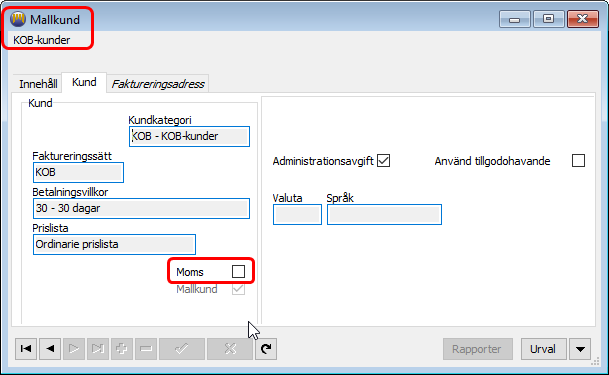 Mallkund
KOB-kunder
Innehåll
Kund
Faktureringsadress
Kund
Kundkategori
KOB - KOB-kunder
Faktureringssätt
KOB
Betalningsvillkor
30 - 30 dagar
Prislista
Ordinarie prislista
Moms
Mallkund
Administrationsavgift
Använd tillgodohavande
Valuta
Språk
Rapporter
Urval